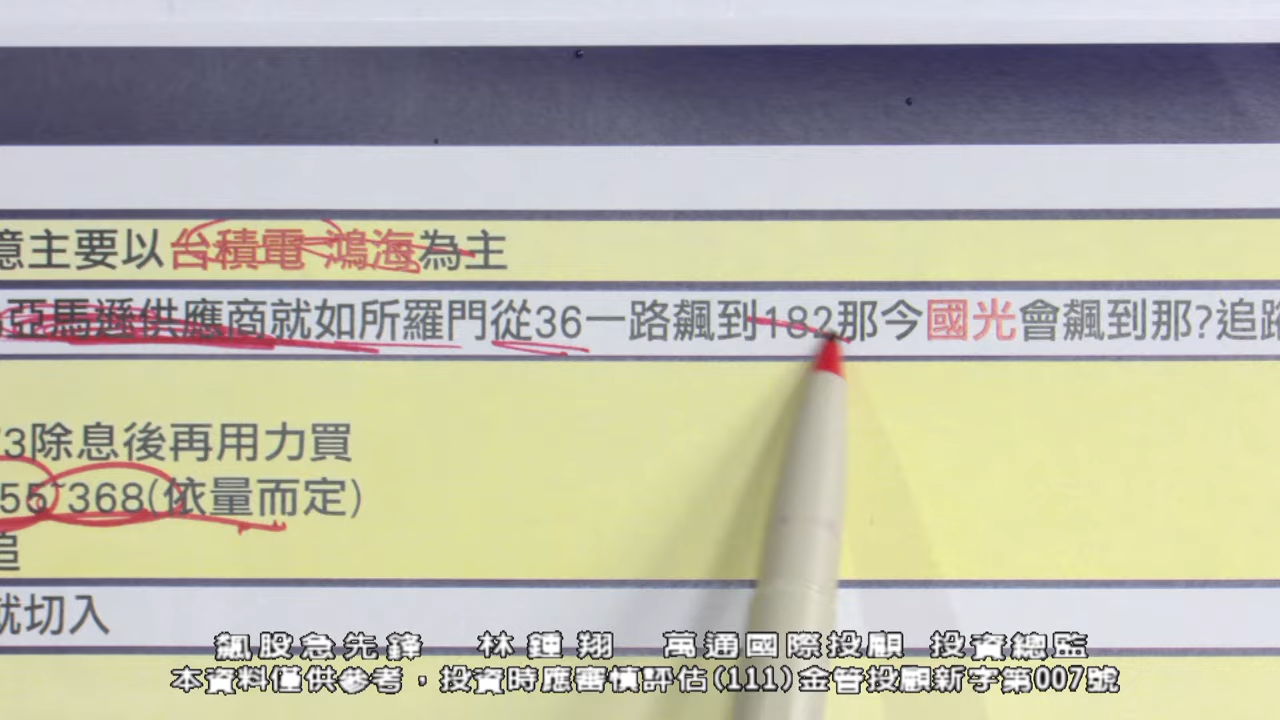 億主要以台積電 鴻海為主
亞馬遜供應商就如所羅門從36一路飆到182那今國光會飆到那?追蹤
73除息後再用力買
55~368(依量而定)
追
就切入
飆股急先鋒 林鍾翔 萬通國際投顧 投資總監
本資料僅供參考,投資時應審慎評估(111)金管投顧新字第007號